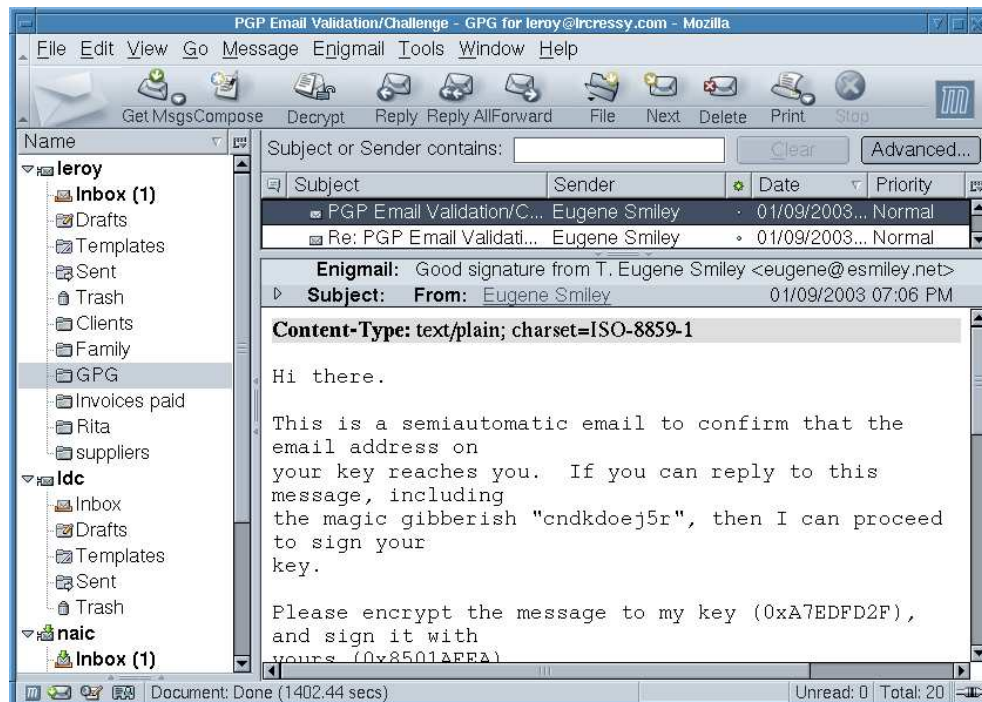 PGP Email Validation/Challenge - GPG for leroy@lrcressy.com - Mozilla
File Edit View Go Message Enigmail Tools Window Help
Get Msgs Compose Decrypt Reply Reply All Forward File Next Delete Print Stop
Name
leroy
Inbox (1)
Drafts
Templates
Sent
Trash
Clients
Family
GPG
Invoices paid
Rita
suppliers
ldc
Inbox
Drafts
Templates
Sent
Trash
naic
Inbox (1)
Subject or Sender contains: Clear Advanced...
Subject Sender Date Priority
PGP Email Validation/C... Eugene Smiley 01/09/2003... Normal
Re: PGP Email Validati... Eugene Smiley 01/09/2003... Normal
Enigmail: Good signature from T. Eugene Smiley <eugene@esmiley.net>
Subject: From: Eugene Smiley 01/09/2003 07:06 PM
Content-Type: text/plain; charset=ISO-8859-1
Hi there.
This is a semiautomatic email to confirm that the
email address on
your key reaches you. If you can reply to this
message, including
the magic gibberish "cndkdoej5r", then I can proceed
to sign your
key.
Please encrypt the message to my key (0xA7EDFD2F),
and sign it with
yours (0x8501AFEA)
Document: Done (1402.44 secs) Unread: 0 Total: 20